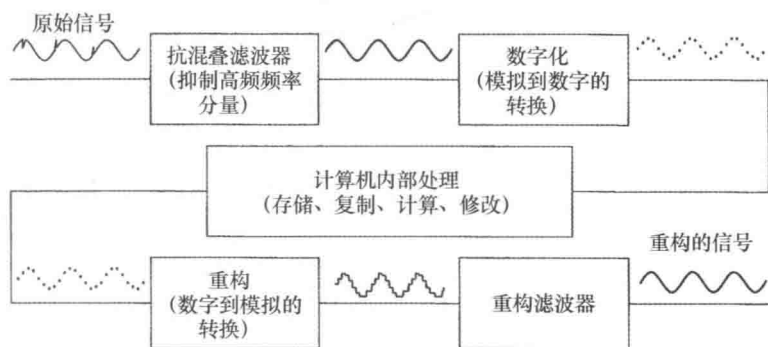 原始信号
抗混叠滤波器
(抑制高频频率
分量)
数字化
(模拟到数字的
转换)
计算机内部处理
(存储、复制、计算、修改)
重构
(数字到模拟的
转换)
重构滤波器
重构的信号